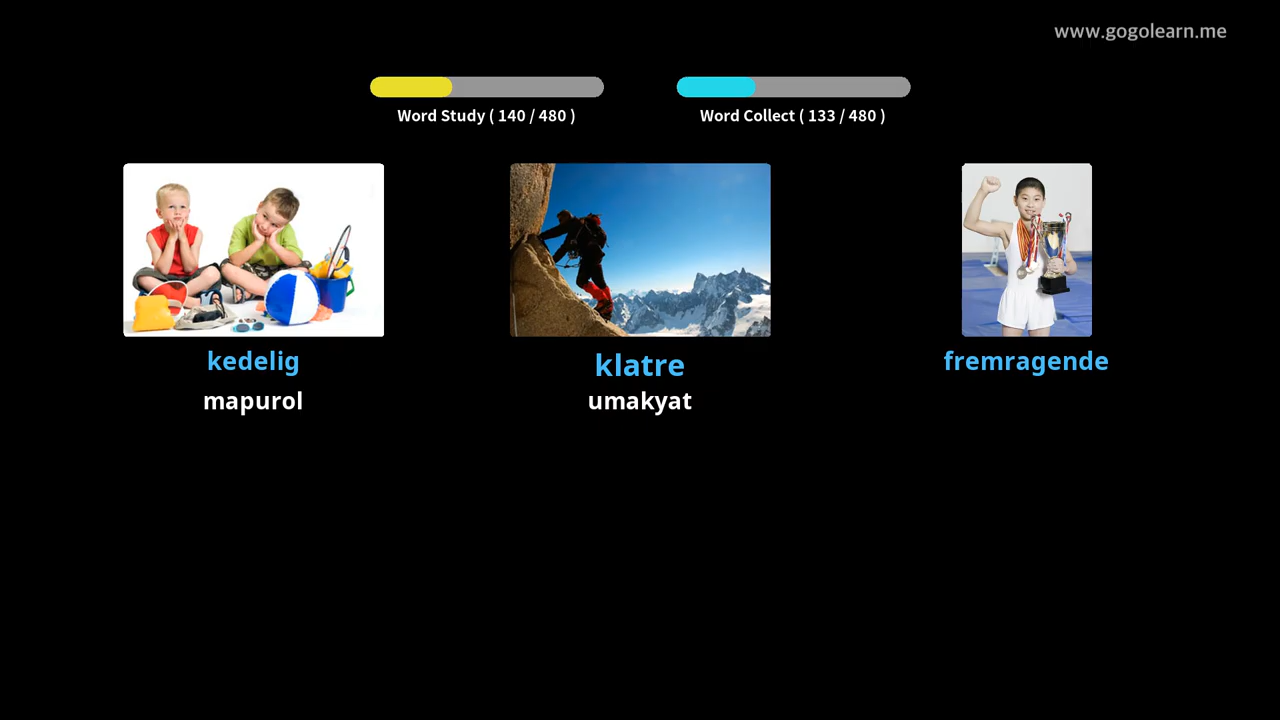 www.gogolearn.me
Word Study ( 140 / 480 )
Word Collect ( 133 / 480 )
kedelig
klatre
fremragende
mapurol
umakyat